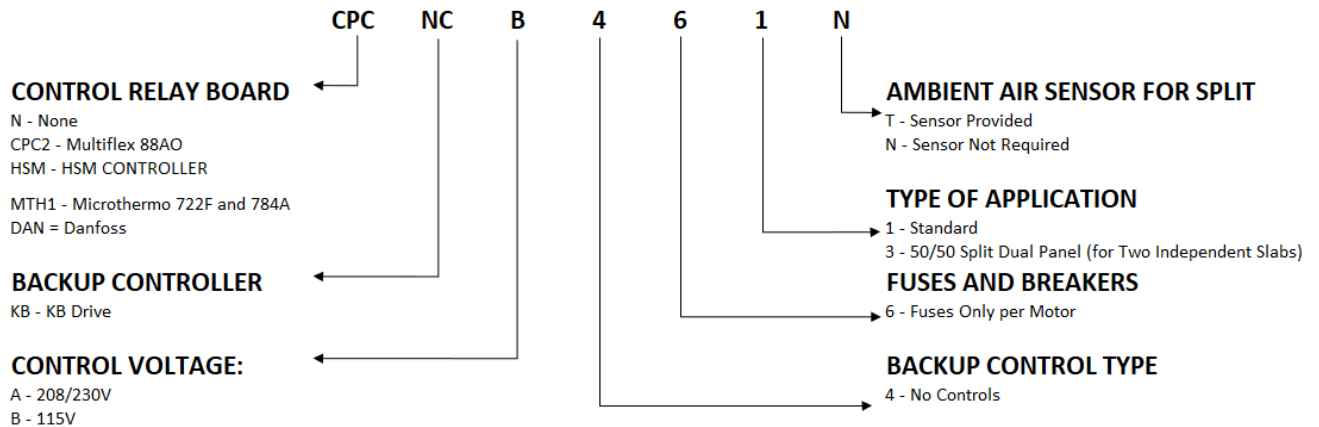 CPC NC B 4 6 1 N
CONTROL RELAY BOARD
N - None
CPC2 - Multiflex 88AO
HSM - HSM CONTROLLER
MTH1 - Microthermo 722F and 784A
DAN = Danfoss
BACKUP CONTROLLER
KB - KB Drive
CONTROL VOLTAGE:
A - 208/230V
B - 115V
AMBIENT AIR SENSOR FOR SPLIT
T - Sensor Provided
N - Sensor Not Required
TYPE OF APPLICATION
1 - Standard
3 - 50/50 Split Dual Panel (for Two Independent Slabs)
FUSES AND BREAKERS
6 - Fuses Only per Motor
BACKUP CONTROL TYPE
4 - No Controls